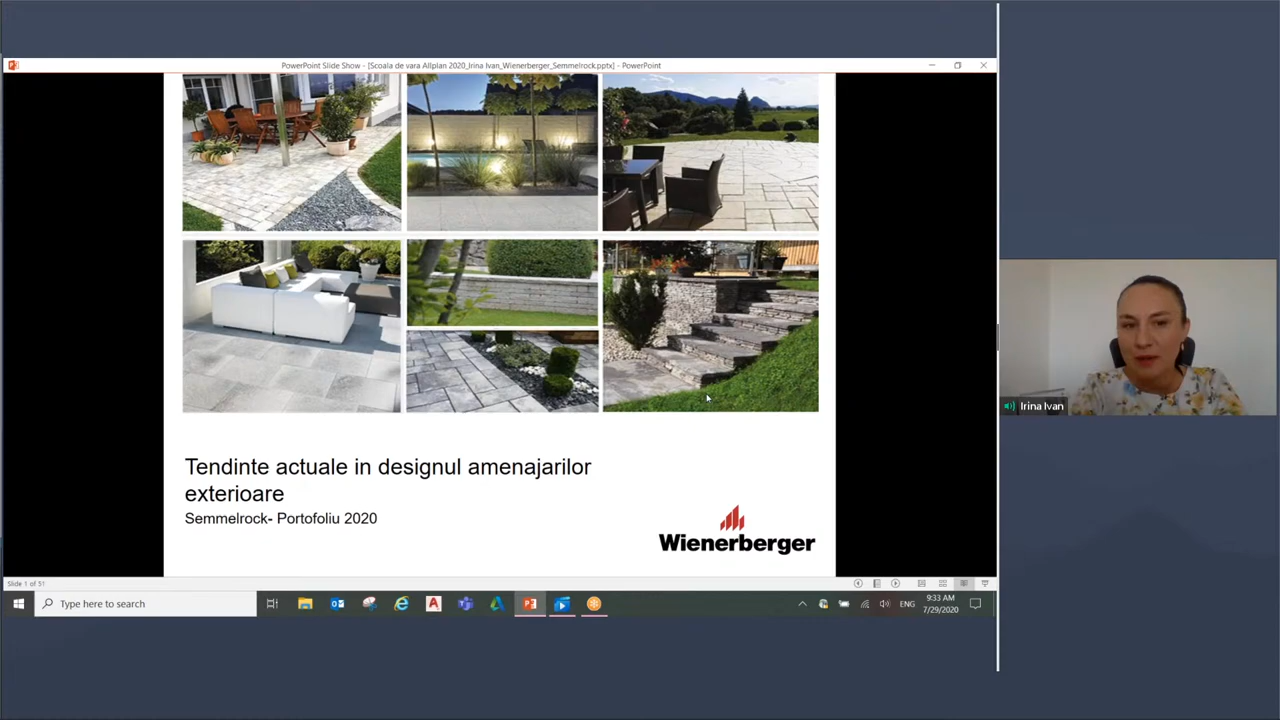 PowerPoint Slide Show - [Scoala de vara Allplan 2020_Irina Ivan_Wienerberger_Semmelrock.pptx] - PowerPoint
Tendinte actuale in designul amenajarilor
exterioare
Semmelrock- Portofoliu 2020
Wienerberger
Irina Ivan
Slide 1 of 51
Type here to search
ENG
9:33 AM
7/29/2020